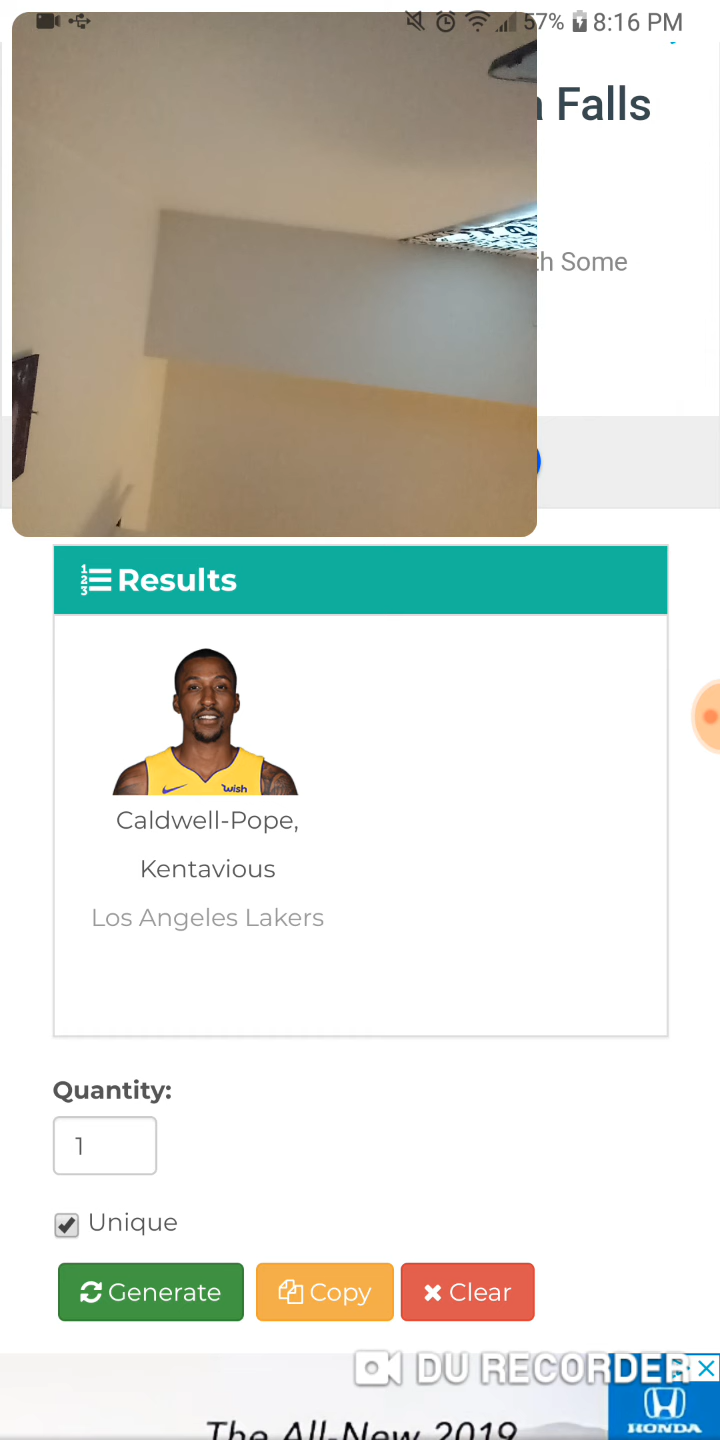 57% 8:16 PM
Falls
th Some
Results
wish
Caldwell-Pope,
Kentavious
Los Angeles Lakers
Quantity:
1
Unique
Generate
Copy
Clear
DU RECORDER
HONDA
The All-New 2019